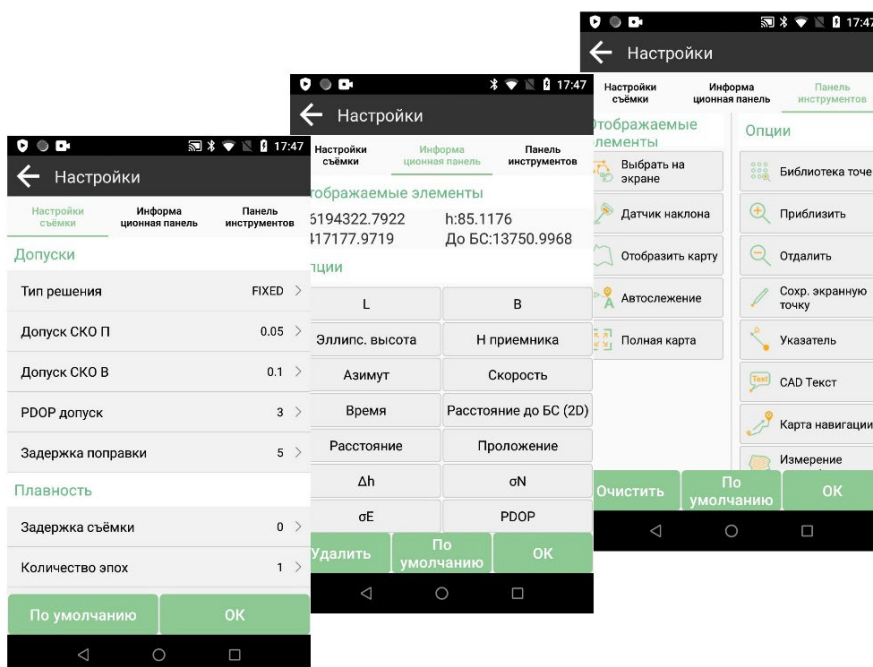 17:47
Настройки
Настройки
съёмки
Информа
ционная панель
Панель
инструментов
Допуски
Тип решения FIXED
Допуск СКО П 0.05
Допуск СКО В 0.1
PDOP допуск 3
Задержка поправки 5
Плавность
Задержка съёмки 0
Количество эпох 1
По умолчанию OK
17:47
Настройки
Настройки
съёмки
Информа
ционная панель
Панель
инструментов
тображаемые элементы
6194322.7922 h:85.1176
417177.9719 До БС:13750.9968
пции
L B
Эллипс. высота H приемника
Азимут Скорость
Время Расстояние до БС (2D)
Расстояние Проложение
Δh σN
σE PDOP
Удалить
По
умолчанию
OK
17:47
Настройки
Настройки
съёмки
Информа
ционная панель
Панель
инструментов
Отображаемые
элементы
Выбрать на
экране
Датчик наклона
Отобразить карту
Автослежение
Полная карта
Опции
Библиотека точе
Приблизить
Отдалить
Сохр. экранную
точку
Указатель
Text
CAD Текст
Карта навигации
Измерение
Очистить
По
умолчанию
OK